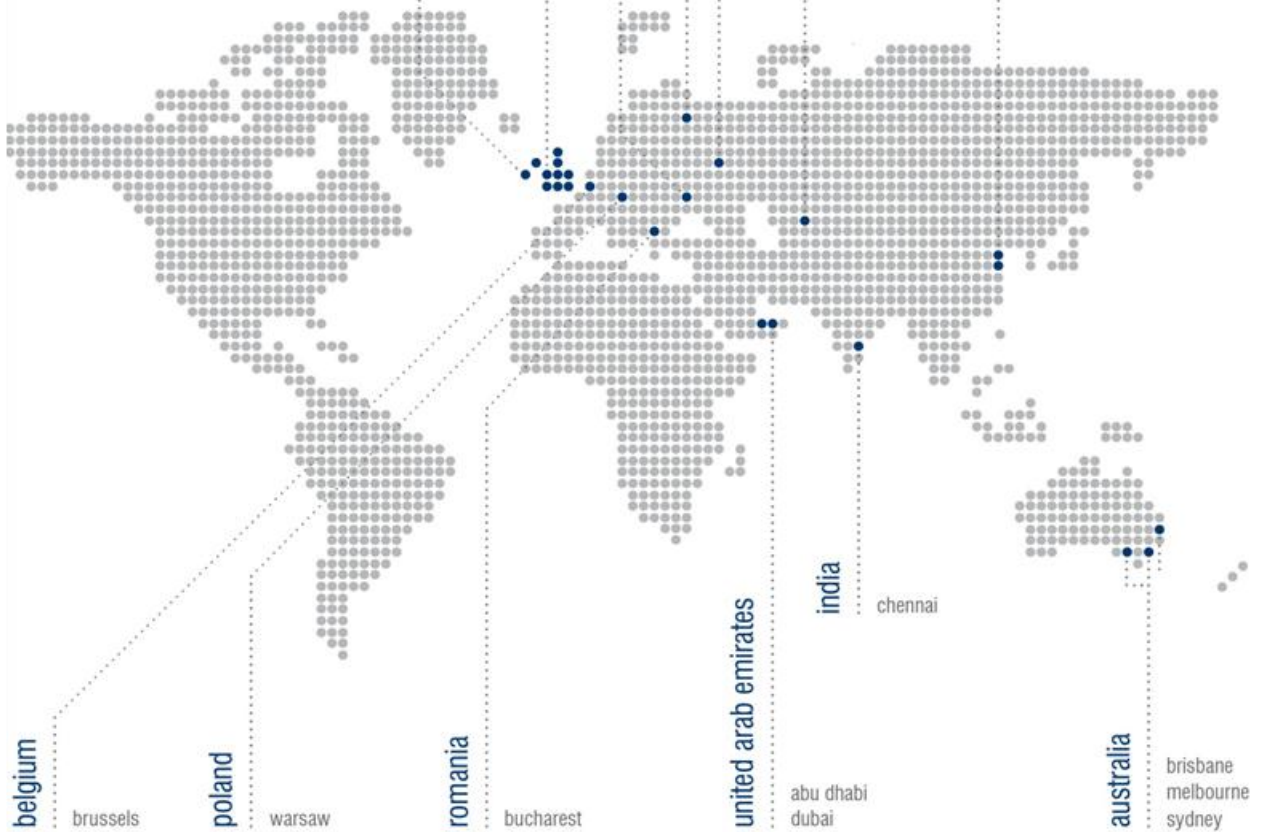 belgium
brussels
poland
warsaw
romania
bucharest
united arab emirates
abu dhabi
dubai
india
chennai
australia
brisbane
melbourne
sydney